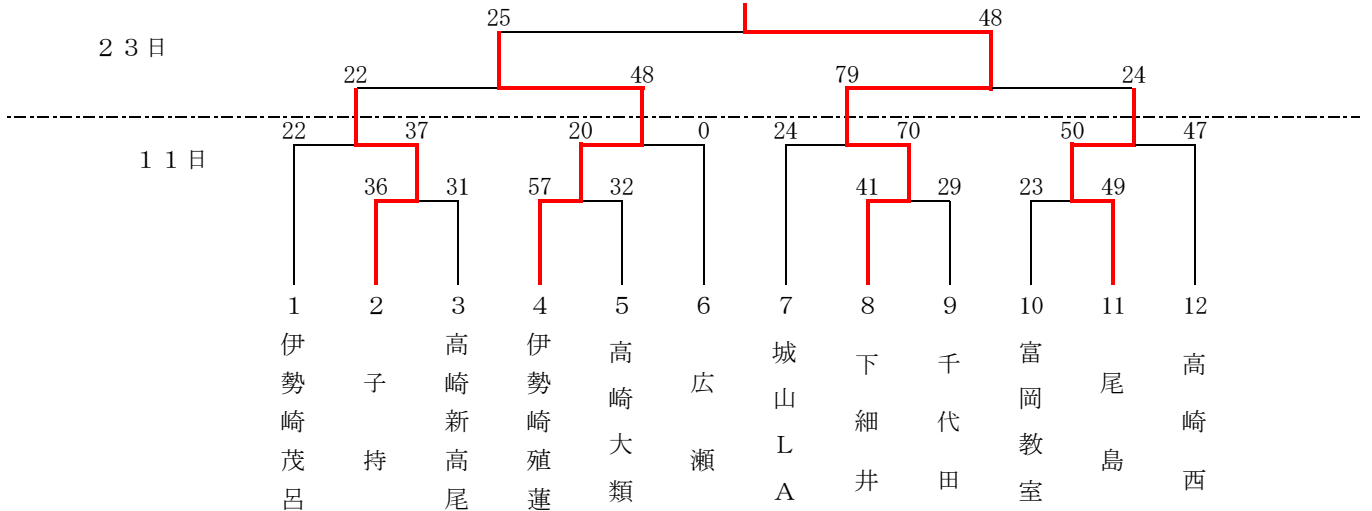 25 48
２３日
22 48 79 24
22 37 20 0 24 70 50 47
１１日
36 31 57 32 41 29 23 49
1 2 3 4 5 6 7 8 9 10 11 12
伊勢崎茂呂
子持
高崎新高尾
伊勢崎殖蓮
高崎大類
広瀬
城山ＬＡ
下細井
千代田
富岡教室
尾島
高崎西